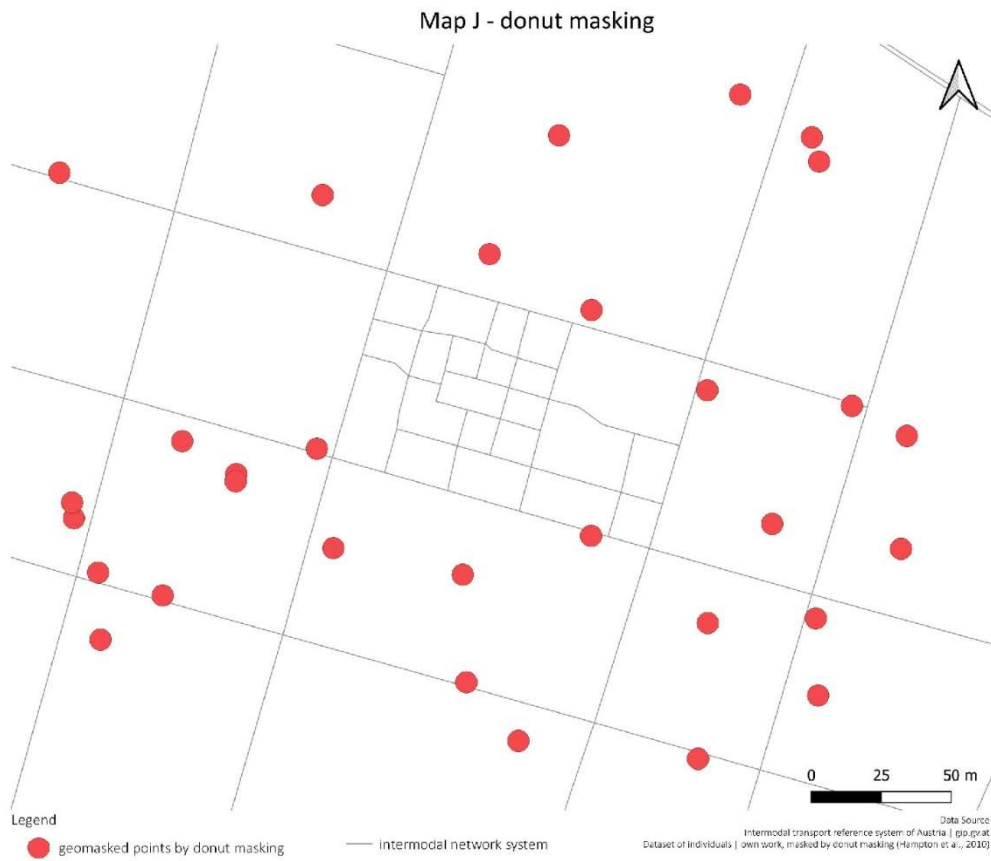 Map J - donut masking
0 25 50 m
Legend
Data Source
geomasked points by donut masking
intermodal network system
Intermodal transport reference system of Austria | gip.gv.at
Dataset of individuals | own work, masked by donut masking (Hampton et al., 2010)